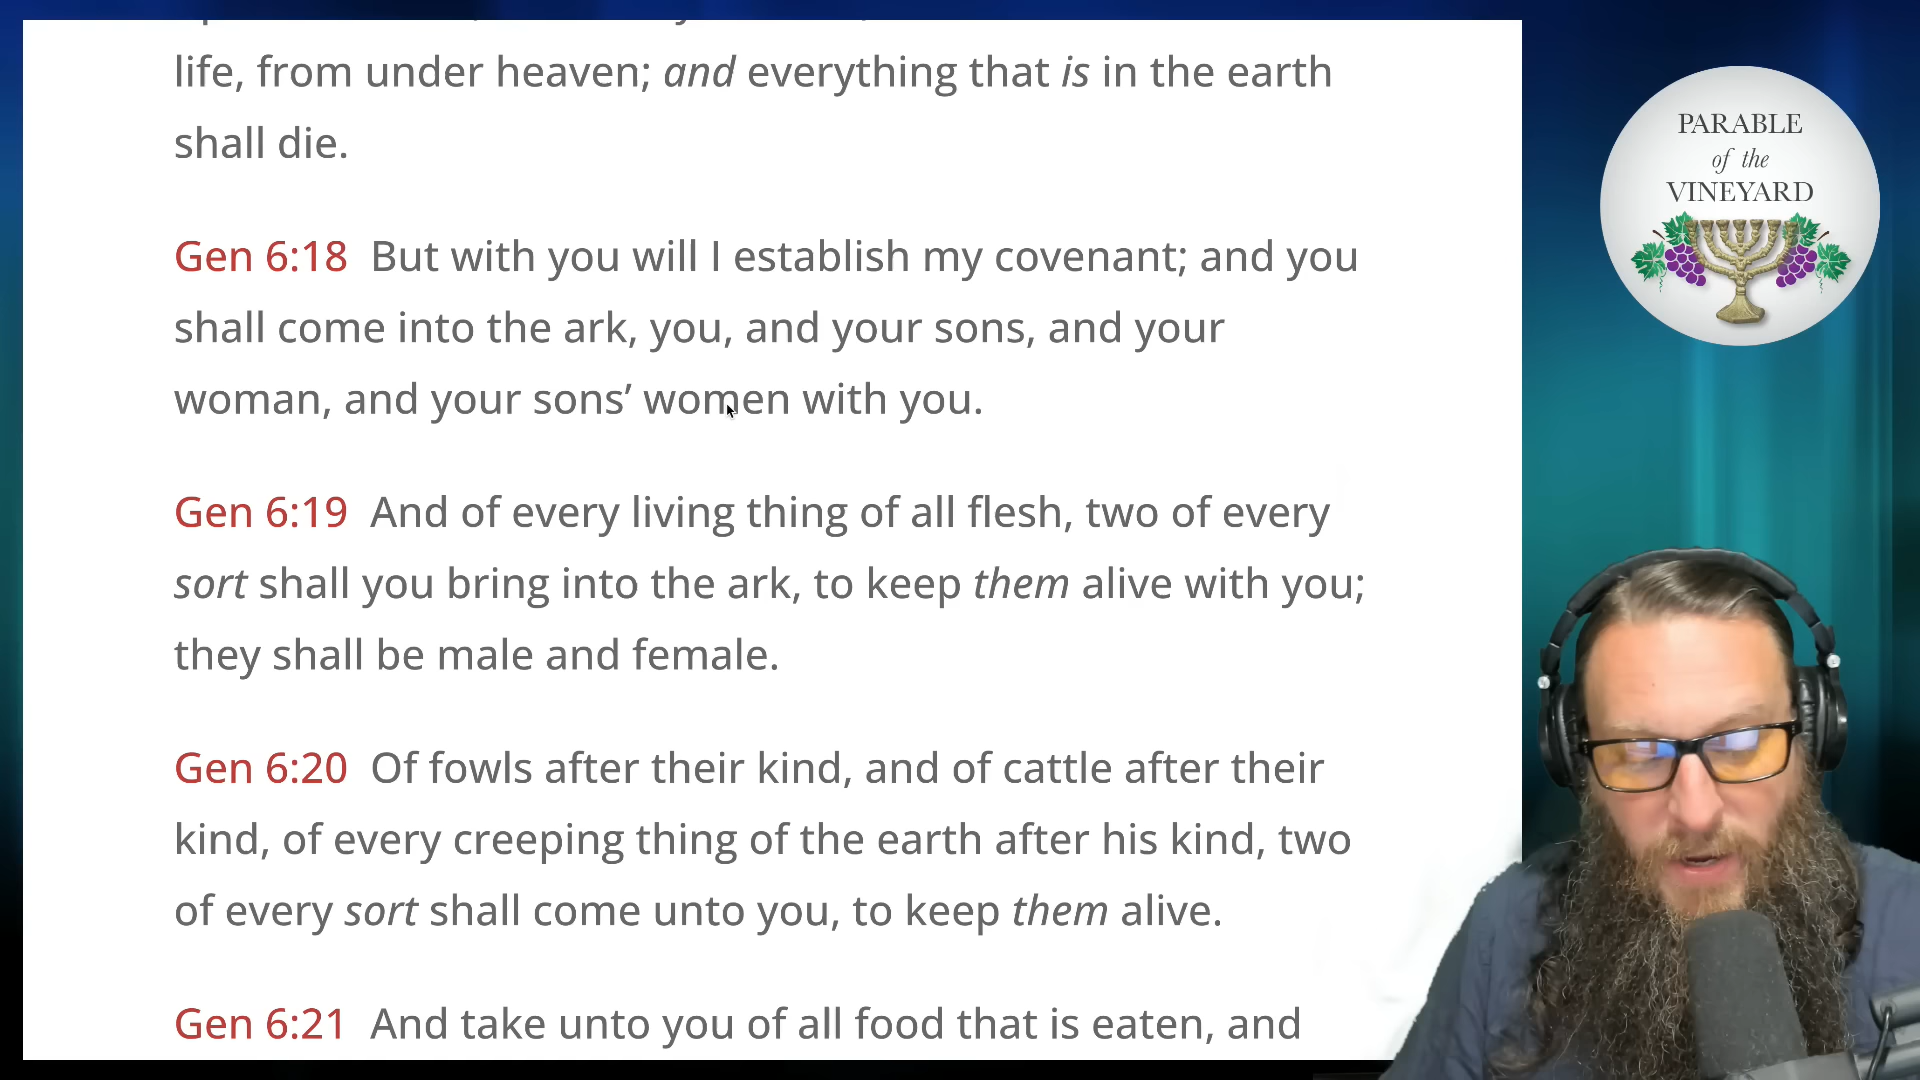 life, from under heaven; and everything that is in the earth
shall die.
Gen 6:18 But with you will I establish my covenant; and you
shall come into the ark, you, and your sons, and your
woman, and your sons’ women with you.
Gen 6:19 And of every living thing of all flesh, two of every
sort shall you bring into the ark, to keep them alive with you;
they shall be male and female.
Gen 6:20 Of fowls after their kind, and of cattle after their
kind, of every creeping thing of the earth after his kind, two
of every sort shall come unto you, to keep them alive.
Gen 6:21 And take unto you of all food that is eaten, and
PARABLE
of the
VINEYARD